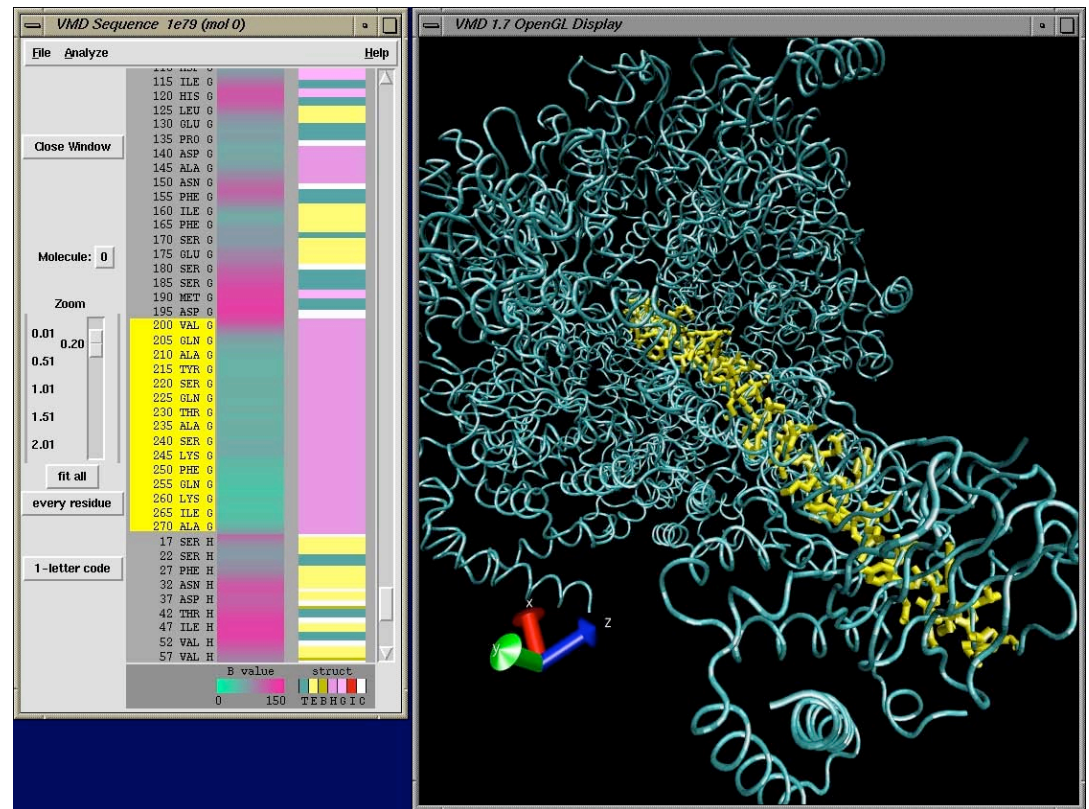 VMD Sequence 1e79 (mol 0)
File Analyze Help
115 ILE G
120 HIS G
125 LEU G
130 GLU G
135 PRO G
140 ASP G
145 ALA G
150 ASN G
155 PHE G
160 ILE G
165 PHE G
170 SER G
175 GLU G
180 SER G
185 SER G
190 MET G
195 ASP G
200 VAL G
205 GLN G
210 ALA G
215 TYR G
220 SER G
225 GLN G
230 THR G
235 ALA G
240 SER G
245 LYS G
250 PHE G
255 GLN G
260 LYS G
265 ILE G
270 ALA G
17 SER H
22 SER H
27 PHE H
32 ASN H
37 ASP H
42 THR H
47 ILE H
52 VAL H
57 VAL H
Close Window
Molecule: 0
Zoom
0.01
0.20
0.51
1.01
1.51
2.01
fit all
every residue
1-letter code
B value
0 150
struct
T E B H G I C
VMD 1.7 OpenGL Display
x
y
Z